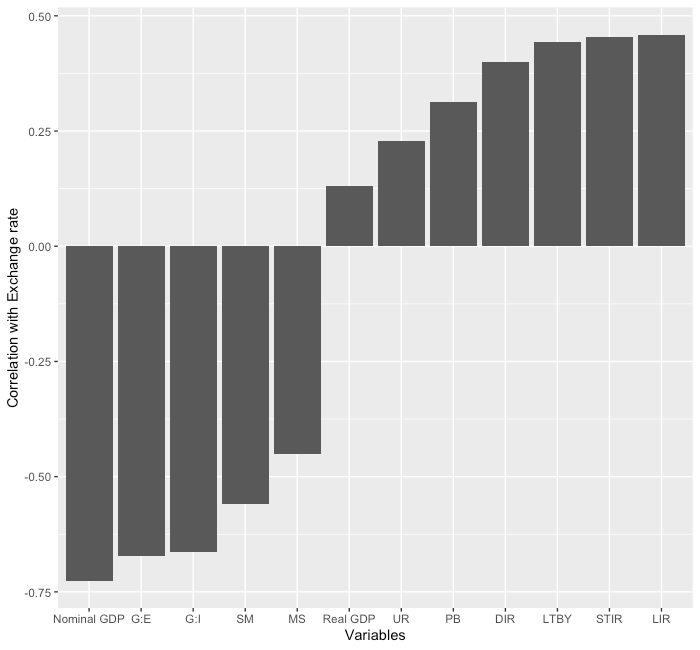 0.50
0.25
0.00
-0.25
-0.50
-0.75
Correlation with Exchange rate
Nominal GDP G:E G:I SM MS Real GDP UR PB DIR LTBY STIR LIR
Variables